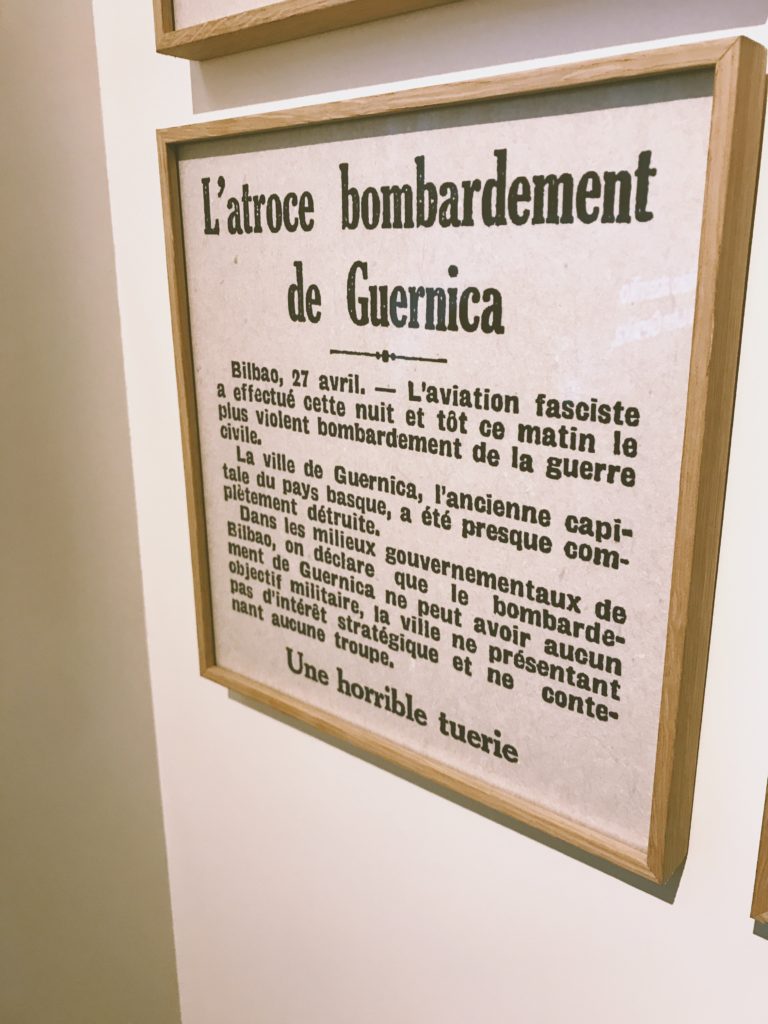 L'atroce bombardement
de Guernica
Bilbao, 27 avril. — L'aviation fasciste
a effectué cette nuit et tôt ce matin le
plus violent bombardement de la guerre
civile.
La ville de Guernica, l'ancienne capi-
tale du pays basque, a été presque com-
plètement détruite.
Dans les milieux gouvernementaux de
Bilbao, on déclare que le bombarde-
ment de Guernica ne peut avoir aucun
objectif militaire, la ville ne présentant
pas d'intérêt stratégique et ne conte-
nant aucune troupe.
Une horrible tuerie